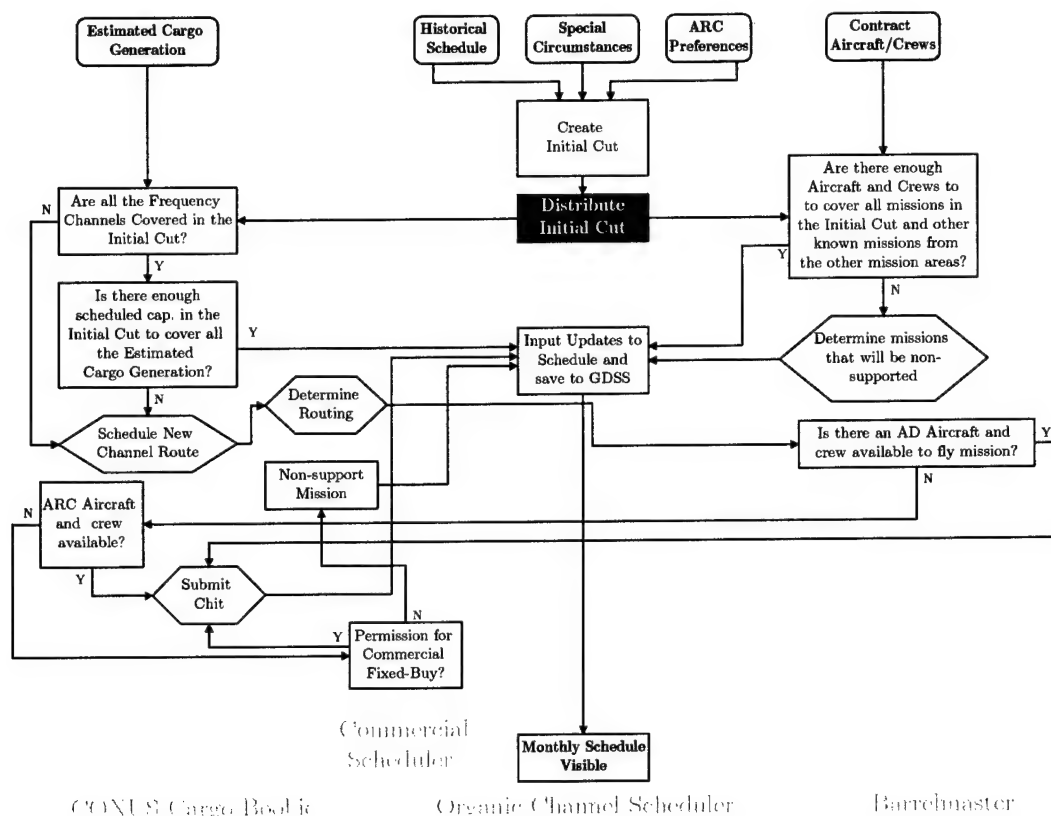 Estimated Cargo
Generation
Historical
Schedule
Special
Circumstances
ARC
Preferences
Contract
Aircraft/Crews
Create
Initial Cut
Are all the Frequency
Channels Covered in the
Initial Cut?
N
Y
Distribute
Initial Cut
Are there enough
Aircraft and Crews to
to cover all missions in
the Initial Cut and other
known missions from
the other mission areas?
Y
N
Is there enough
scheduled cap. in the
Initial Cut to cover all
the Estimated
Cargo Generation?
Y
N
Input Updates to
Schedule and
save to GDSS
Determine missions
that will be non-
supported
Schedule New
Channel Route
Determine
Routing
Is there an AD Aircraft and
crew available to fly mission?
Y
N
Non-support
Mission
ARC Aircraft
and crew
available?
N
Y
Submit
Chit
Permission for
Commercial
Fixed-Buy?
Y
N
Commercial
Scheduler
Monthly Schedule
Visible
CONUS Cargo
Organic Channel Scheduler
Barrelmaster